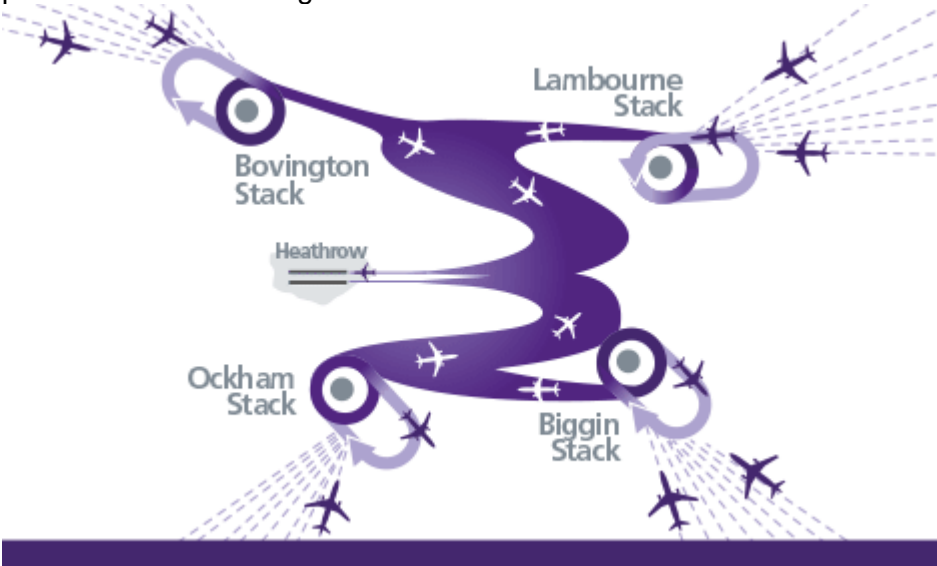 Lambourne
Stack
Bovington
Stack
Heathrow
Ockham
Stack
Biggin
Stack